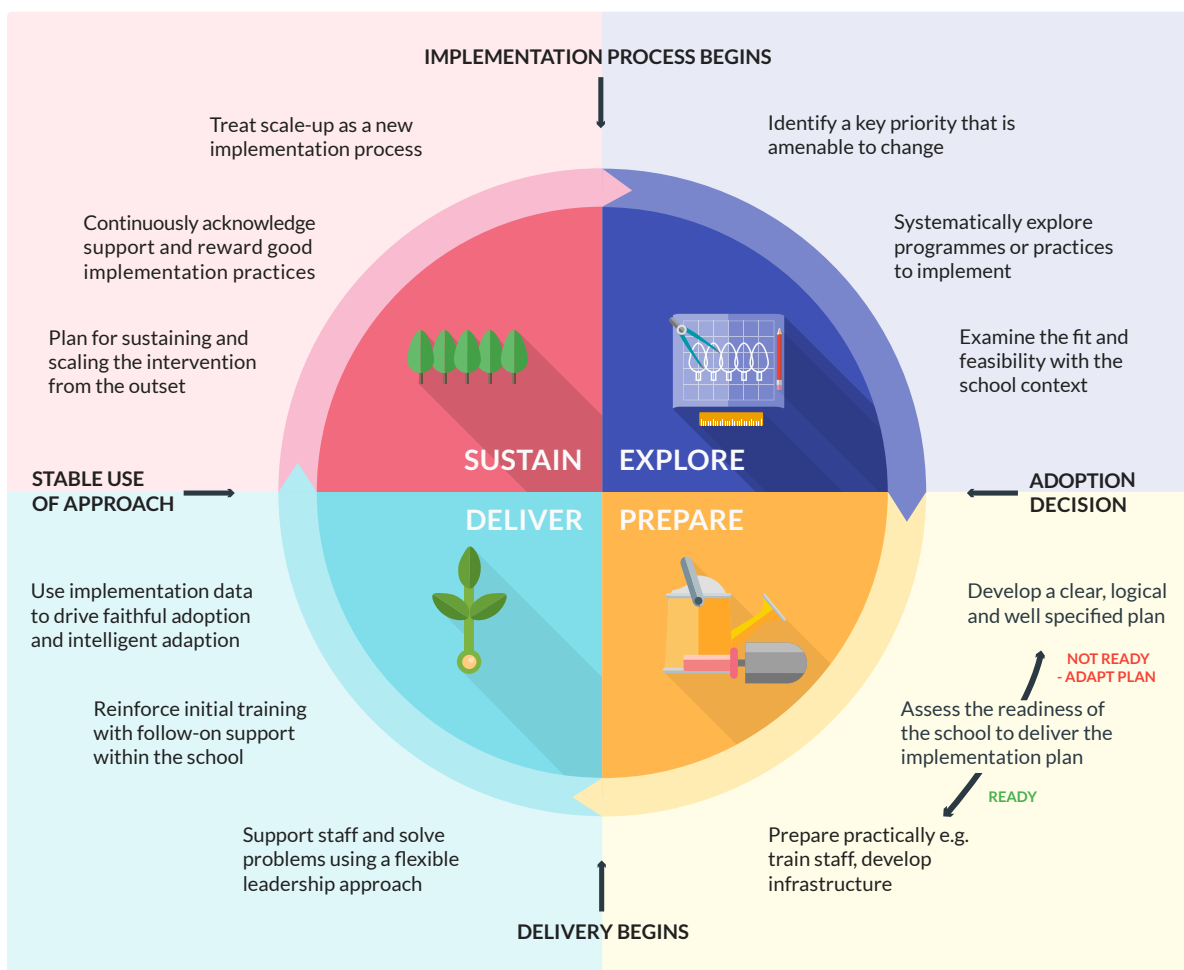 IMPLEMENTATION PROCESS BEGINS
Identify a key priority that is
amenable to change
Systematically explore
programmes or practices
to implement
Examine the fit and
feasibility with the
school context
EXPLORE
ADOPTION
DECISION
PREPARE
Develop a clear, logical
and well specified plan
NOT READY
- ADAPT PLAN
Assess the readiness of
the school to deliver the
implementation plan
READY
Prepare practically e.g.
train staff, develop
infrastructure
DELIVERY BEGINS
DELIVER
Support staff and solve
problems using a flexible
leadership approach
Reinforce initial training
with follow-on support
within the school
Use implementation data
to drive faithful adoption
and intelligent adaption
STABLE USE
OF APPROACH
SUSTAIN
Plan for sustaining and
scaling the intervention
from the outset
Continuously acknowledge
support and reward good
implementation practices
Treat scale-up as a new
implementation process